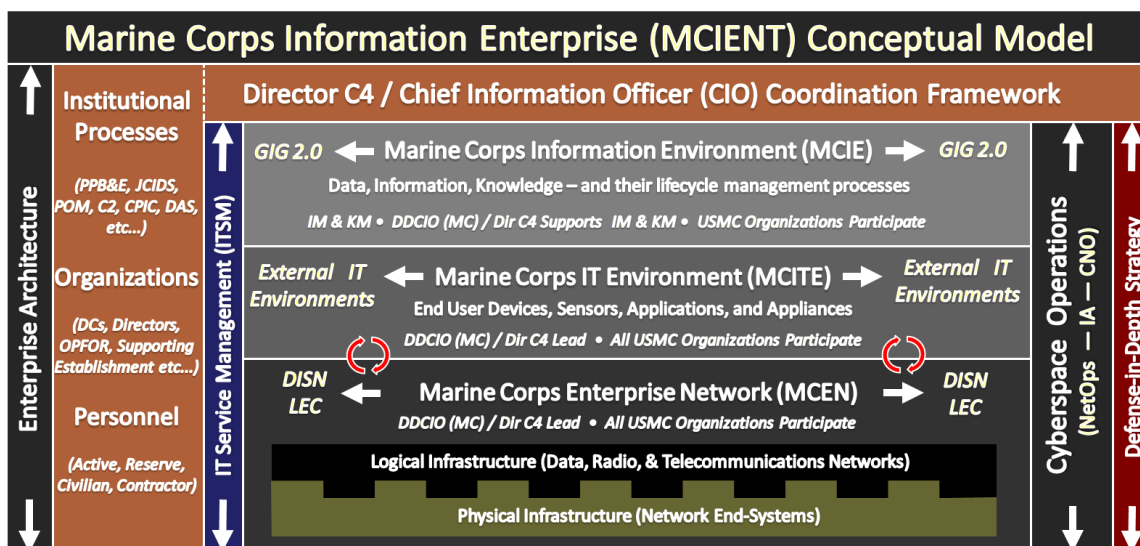 Marine Corps Information Enterprise (MCIENT) Conceptual Model
Enterprise Architecture
Institutional
Processes
(PPB&E, JCIDS,
POM, C2, CPIC, DAS,
etc...)
Organizations
(DCs, Directors,
OPFOR, Supporting
Establishment etc...)
Personnel
(Active, Reserve,
Civilian, Contractor)
Director C4 / Chief Information Officer (CIO) Coordination Framework
IT Service Management (ITSM)
GIG 2.0
Marine Corps Information Environment (MCIE)
GIG 2.0
Data, Information, Knowledge – and their lifecycle management processes
IM & KM • DDCIO (MC) / Dir C4 Supports IM & KM • USMC Organizations Participate
External IT
Environments
Marine Corps IT Environment (MCITE)
External IT
Environments
End User Devices, Sensors, Applications, and Appliances
DDCIO (MC) / Dir C4 Lead • All USMC Organizations Participate
DISN
LEC
Marine Corps Enterprise Network (MCEN)
DISN
LEC
DDCIO (MC) / Dir C4 Lead • All USMC Organizations Participate
Logical Infrastructure (Data, Radio, & Telecommunications Networks)
Physical Infrastructure (Network End-Systems)
Cyberspace Operations
(NetOps — IA — CNO)
Defense-in-Depth Strategy